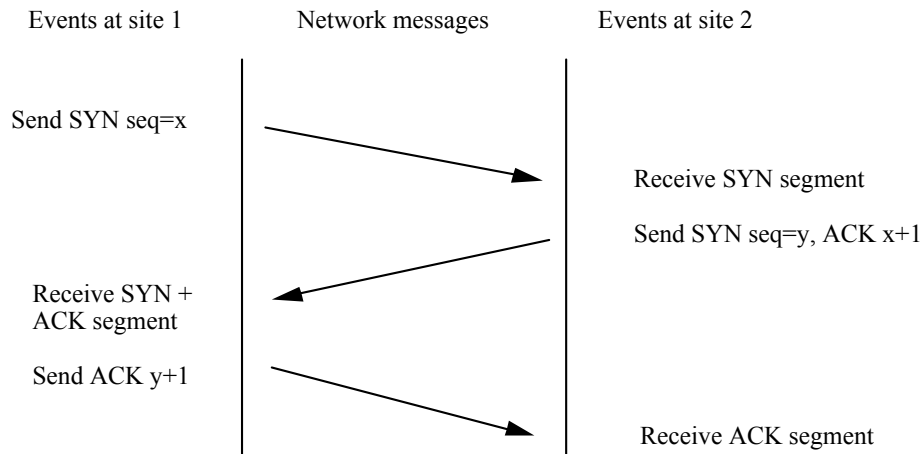 Events at site 1
Network messages
Events at site 2
Send SYN seq=x
Receive SYN segment
Send SYN seq=y, ACK x+1
Receive SYN +
ACK segment
Send ACK y+1
Receive ACK segment